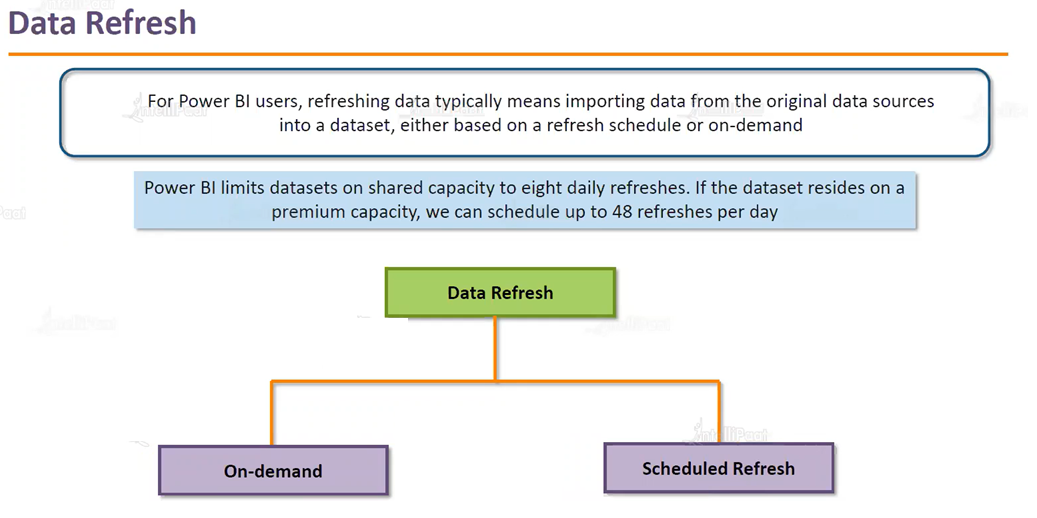 Data Refresh
For Power BI users, refreshing data typically means importing data from the original data sources
into a dataset, either based on a refresh schedule or on-demand
Power BI limits datasets on shared capacity to eight daily refreshes. If the dataset resides on a
premium capacity, we can schedule up to 48 refreshes per day
Data Refresh
On-demand
Scheduled Refresh